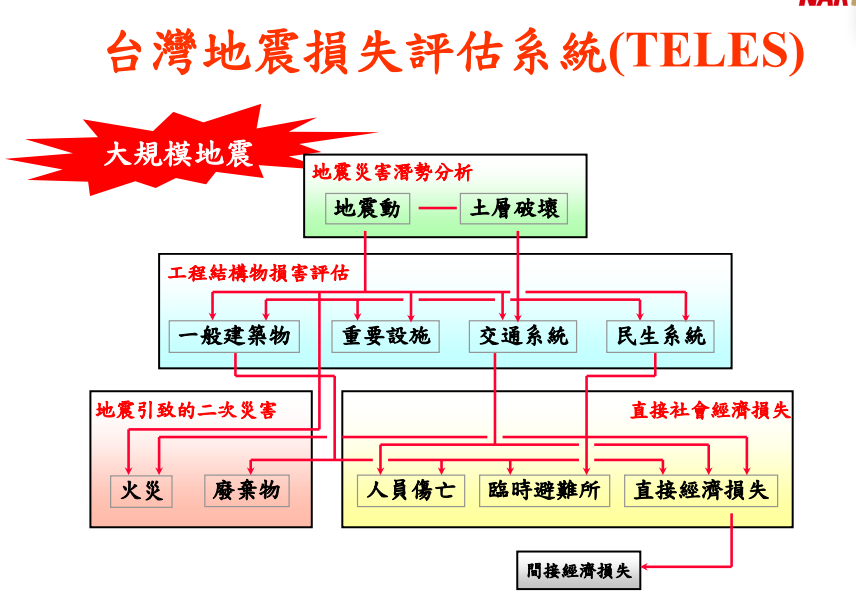 台灣地震損失評估系統(TELES)
大規模地震
地震災害潛勢分析
地震動
土層破壞
工程結構物損害評估
一般建築物
重要設施
交通系統
民生系統
地震引致的二次災害
直接社會經濟損失
火災
廢棄物
人員傷亡
臨時避難所
直接經濟損失
間接經濟損失